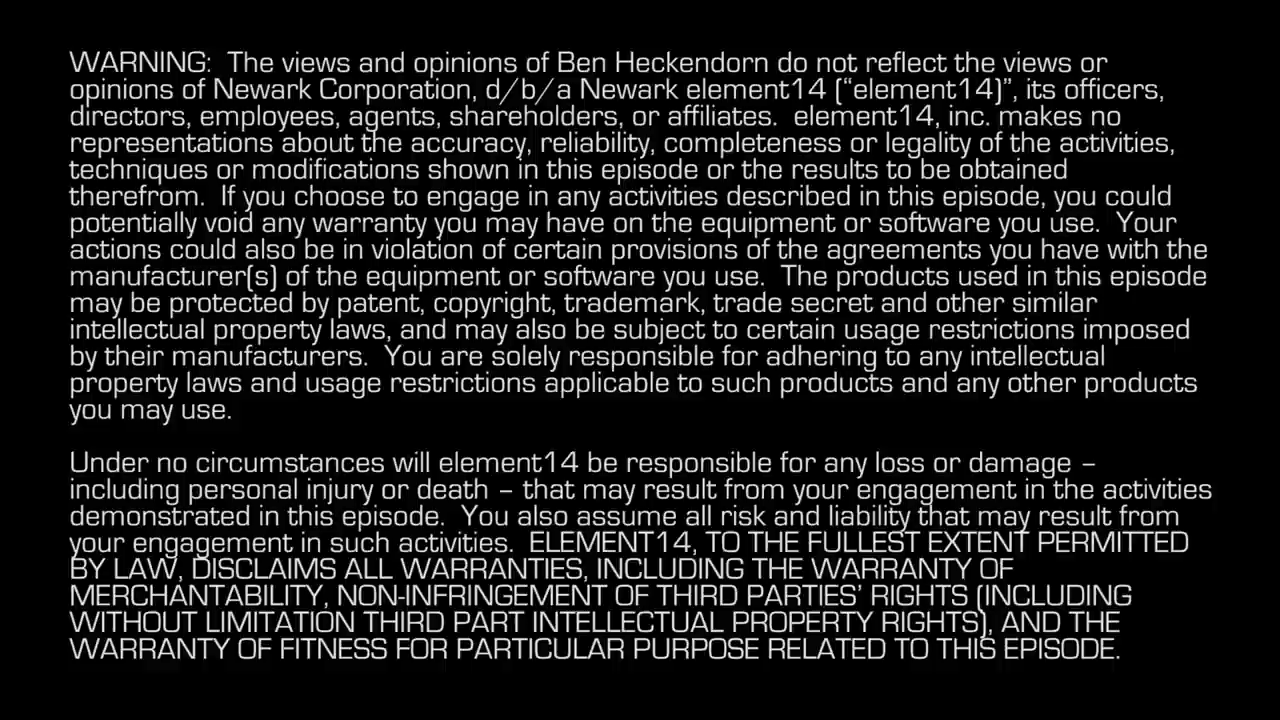 WARNING:  The views and opinions of Ben Heckendorn do not reflect the views or
opinions of Newark Corporation, d/b/a Newark element14 (“element14)”, its officers,
directors, employees, agents, shareholders, or affiliates.  element14, inc. makes no
representations about the accuracy, reliability, completeness or legality of the activities,
techniques or modifications shown in this episode or the results to be obtained
therefrom.  If you choose to engage in any activities described in this episode, you could
potentially void any warranty you may have on the equipment or software you use.  Your
actions could also be in violation of certain provisions of the agreements you have with the
manufacturer(s) of the equipment or software you use.  The products used in this episode
may be protected by patent, copyright, trademark, trade secret and other similar
intellectual property laws, and may also be subject to certain usage restrictions imposed
by their manufacturers.  You are solely responsible for adhering to any intellectual
property laws and usage restrictions applicable to such products and any other products
you may use.
Under no circumstances will element14 be responsible for any loss or damage –
including personal injury or death – that may result from your engagement in the activities
demonstrated in this episode.  You also assume all risk and liability that may result from
your engagement in such activities.  ELEMENT14, TO THE FULLEST EXTENT PERMITTED
BY LAW, DISCLAIMS ALL WARRANTIES, INCLUDING THE WARRANTY OF
MERCHANTABILITY, NON-INFRINGEMENT OF THIRD PARTIES’ RIGHTS (INCLUDING
WITHOUT LIMITATION THIRD PART INTELLECTUAL PROPERTY RIGHTS), AND THE
WARRANTY OF FITNESS FOR PARTICULAR PURPOSE RELATED TO THIS EPISODE.